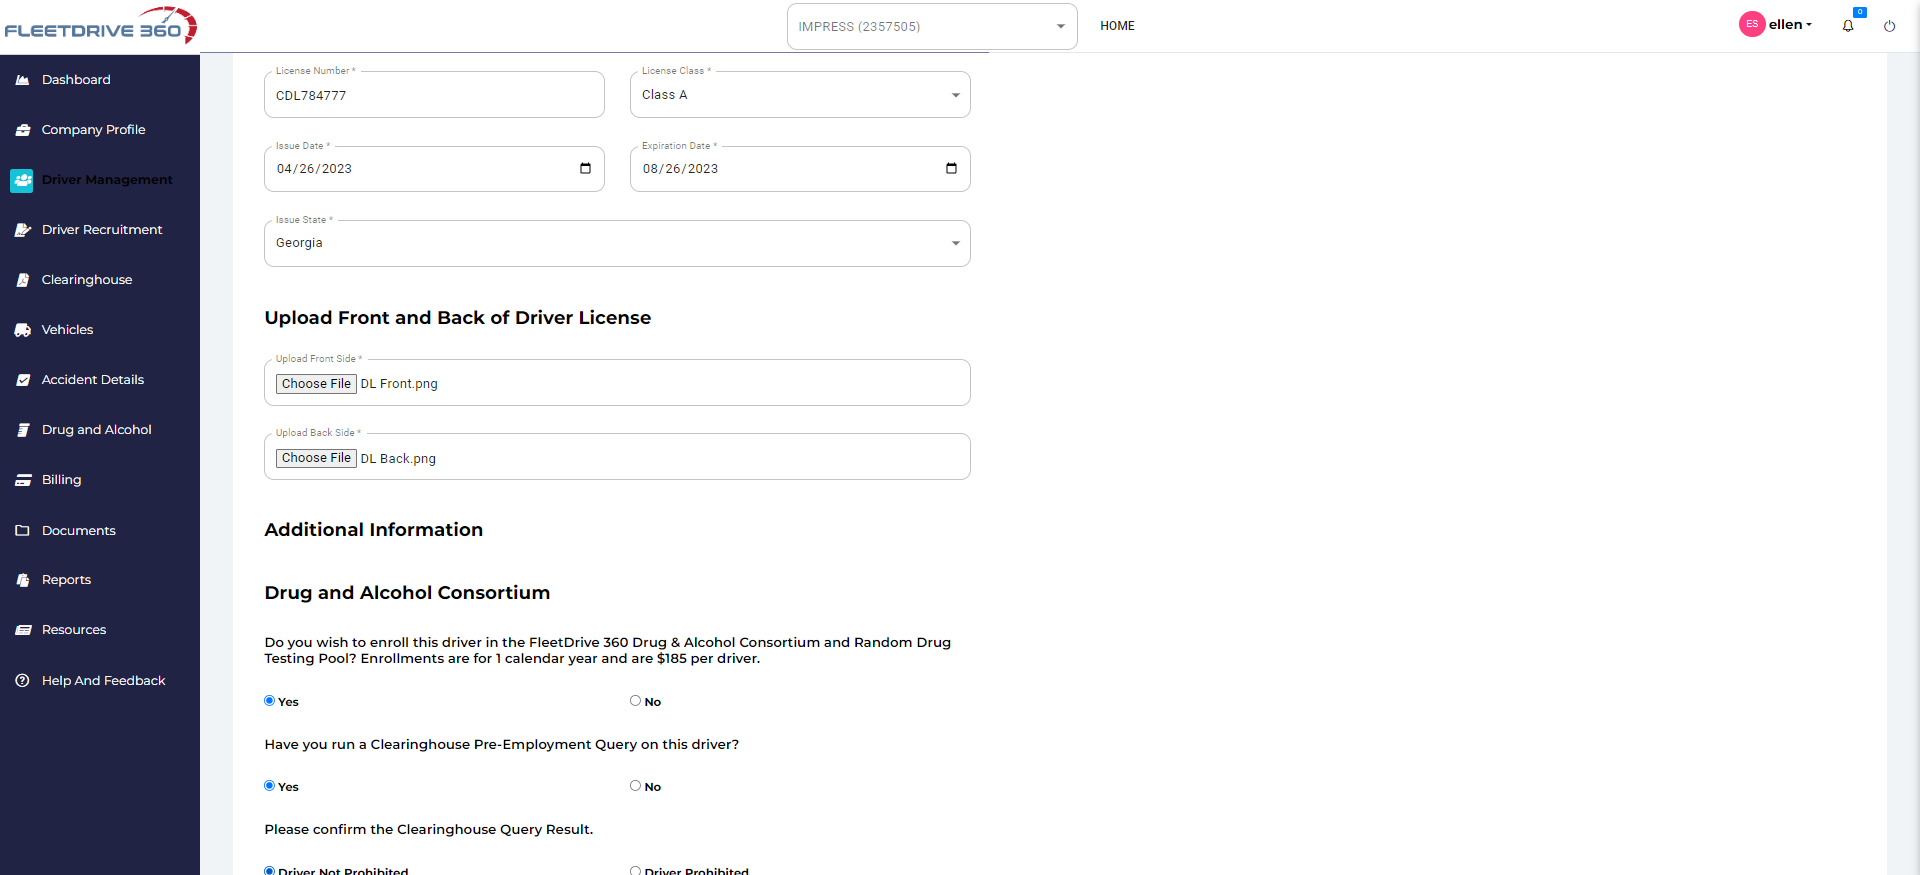 FLEETDRIVE 360
IMPRESS (2357505)
HOME
ES
ellen
0
Dashboard
Company Profile
Driver Management
Driver Recruitment
Clearinghouse
Vehicles
Accident Details
Drug and Alcohol
Billing
Documents
Reports
Resources
Help And Feedback
License Number *
CDL784777
License Class *
Class A
Issue Date *
04/26/2023
Expiration Date *
08/26/2023
Issue State *
Georgia
Upload Front and Back of Driver License
Upload Front Side *
Choose File DL Front.png
Upload Back Side *
Choose File DL Back.png
Additional Information
Drug and Alcohol Consortium
Do you wish to enroll this driver in the FleetDrive 360 Drug & Alcohol Consortium and Random Drug
Testing Pool? Enrollments are for 1 calendar year and are $185 per driver.
Yes
No
Have you run a Clearinghouse Pre-Employment Query on this driver?
Yes
No
Please confirm the Clearinghouse Query Result.
Driver Not Prohibited
Driver Prohibited